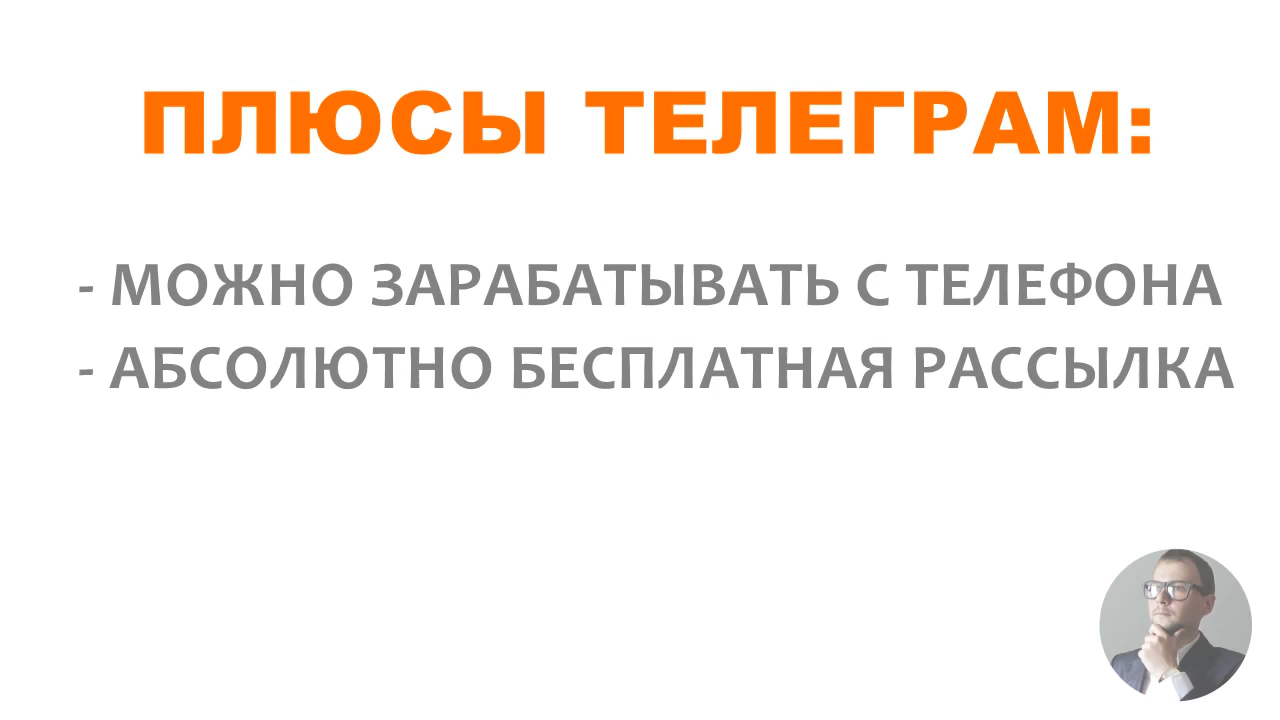 ПЛЮСЫ ТЕЛЕГРАМ:
- МОЖНО ЗАРАБАТЫВАТЬ С ТЕЛЕФОНА
- АБСОЛЮТНО БЕСПЛАТНАЯ РАССЫЛКА